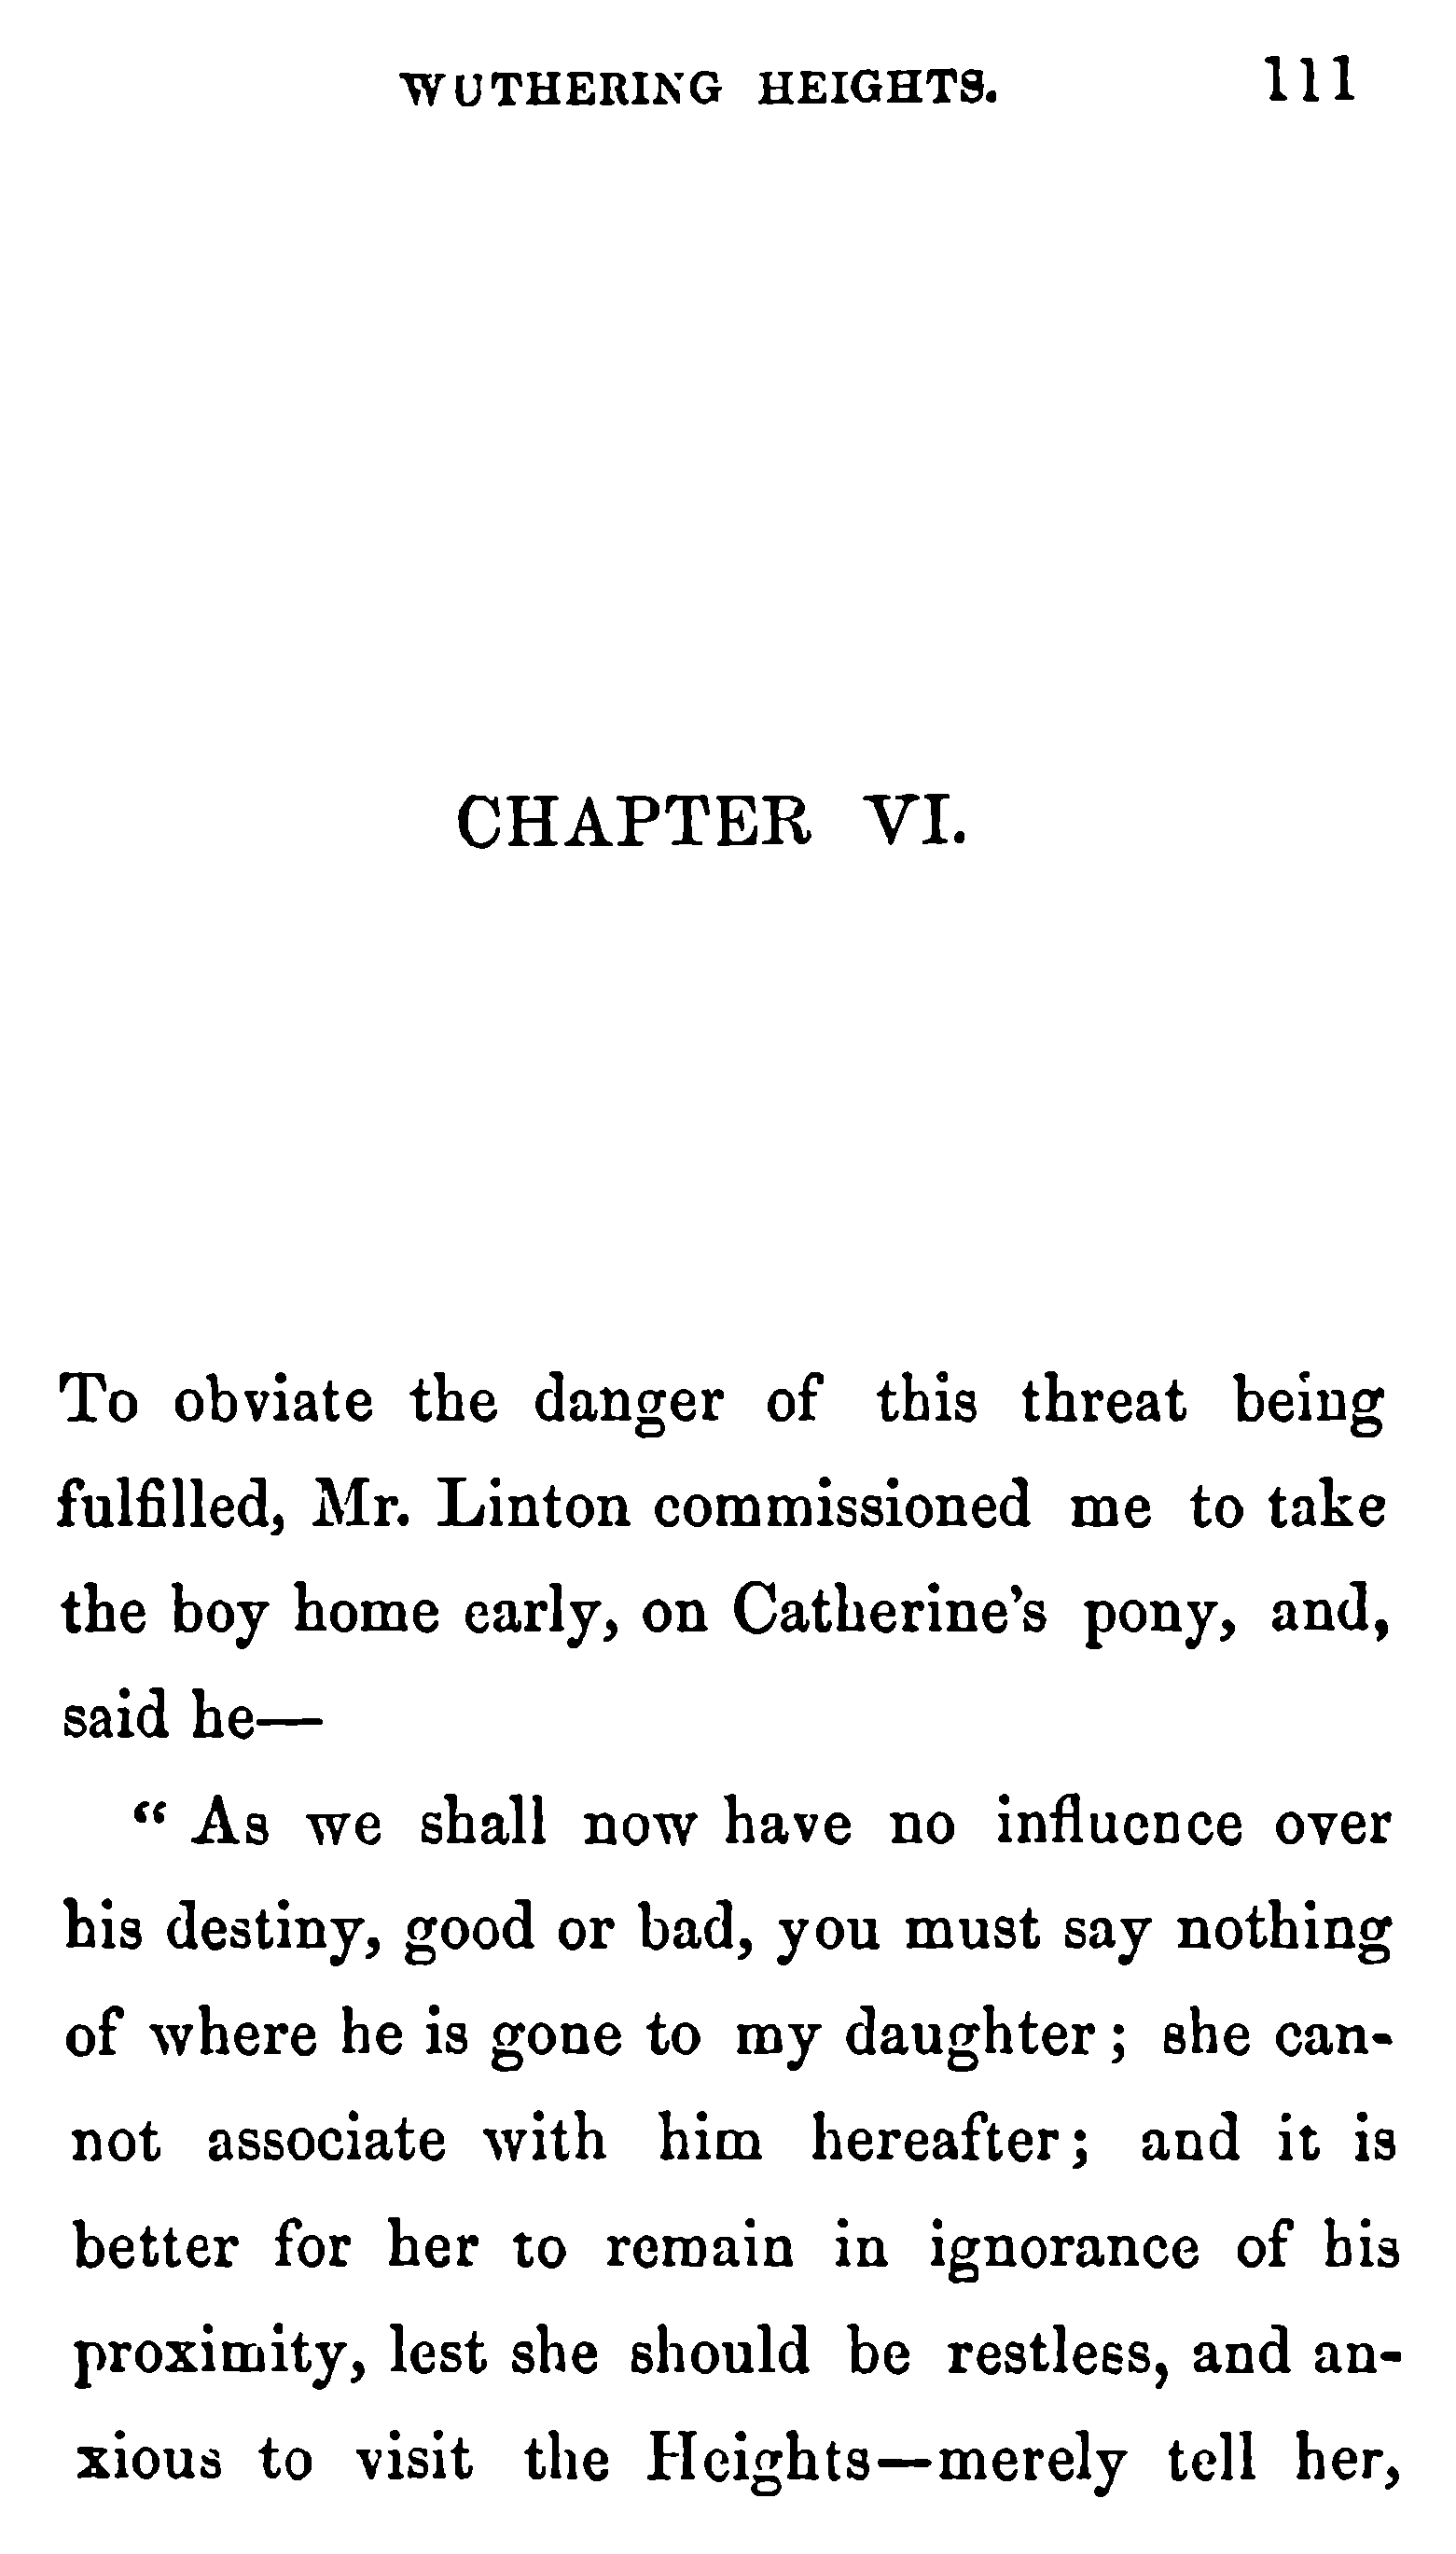 WUTHERING HEIGHTS. 111
CHAPTER VI.
To obviate the danger of this threat being
fulfilled, Mr. Linton commissioned me to take
the boy home early, on Catherine's pony, and,
said he—
“ As we shall now have no influence over
his destiny, good or bad, you must say nothing
of where he is gone to my daughter ; she can-
not associate with him hereafter ; and it is
better for her to remain in ignorance of his
proximity, lest she should be restless, and an-
xious to visit the Heights—merely tell her,